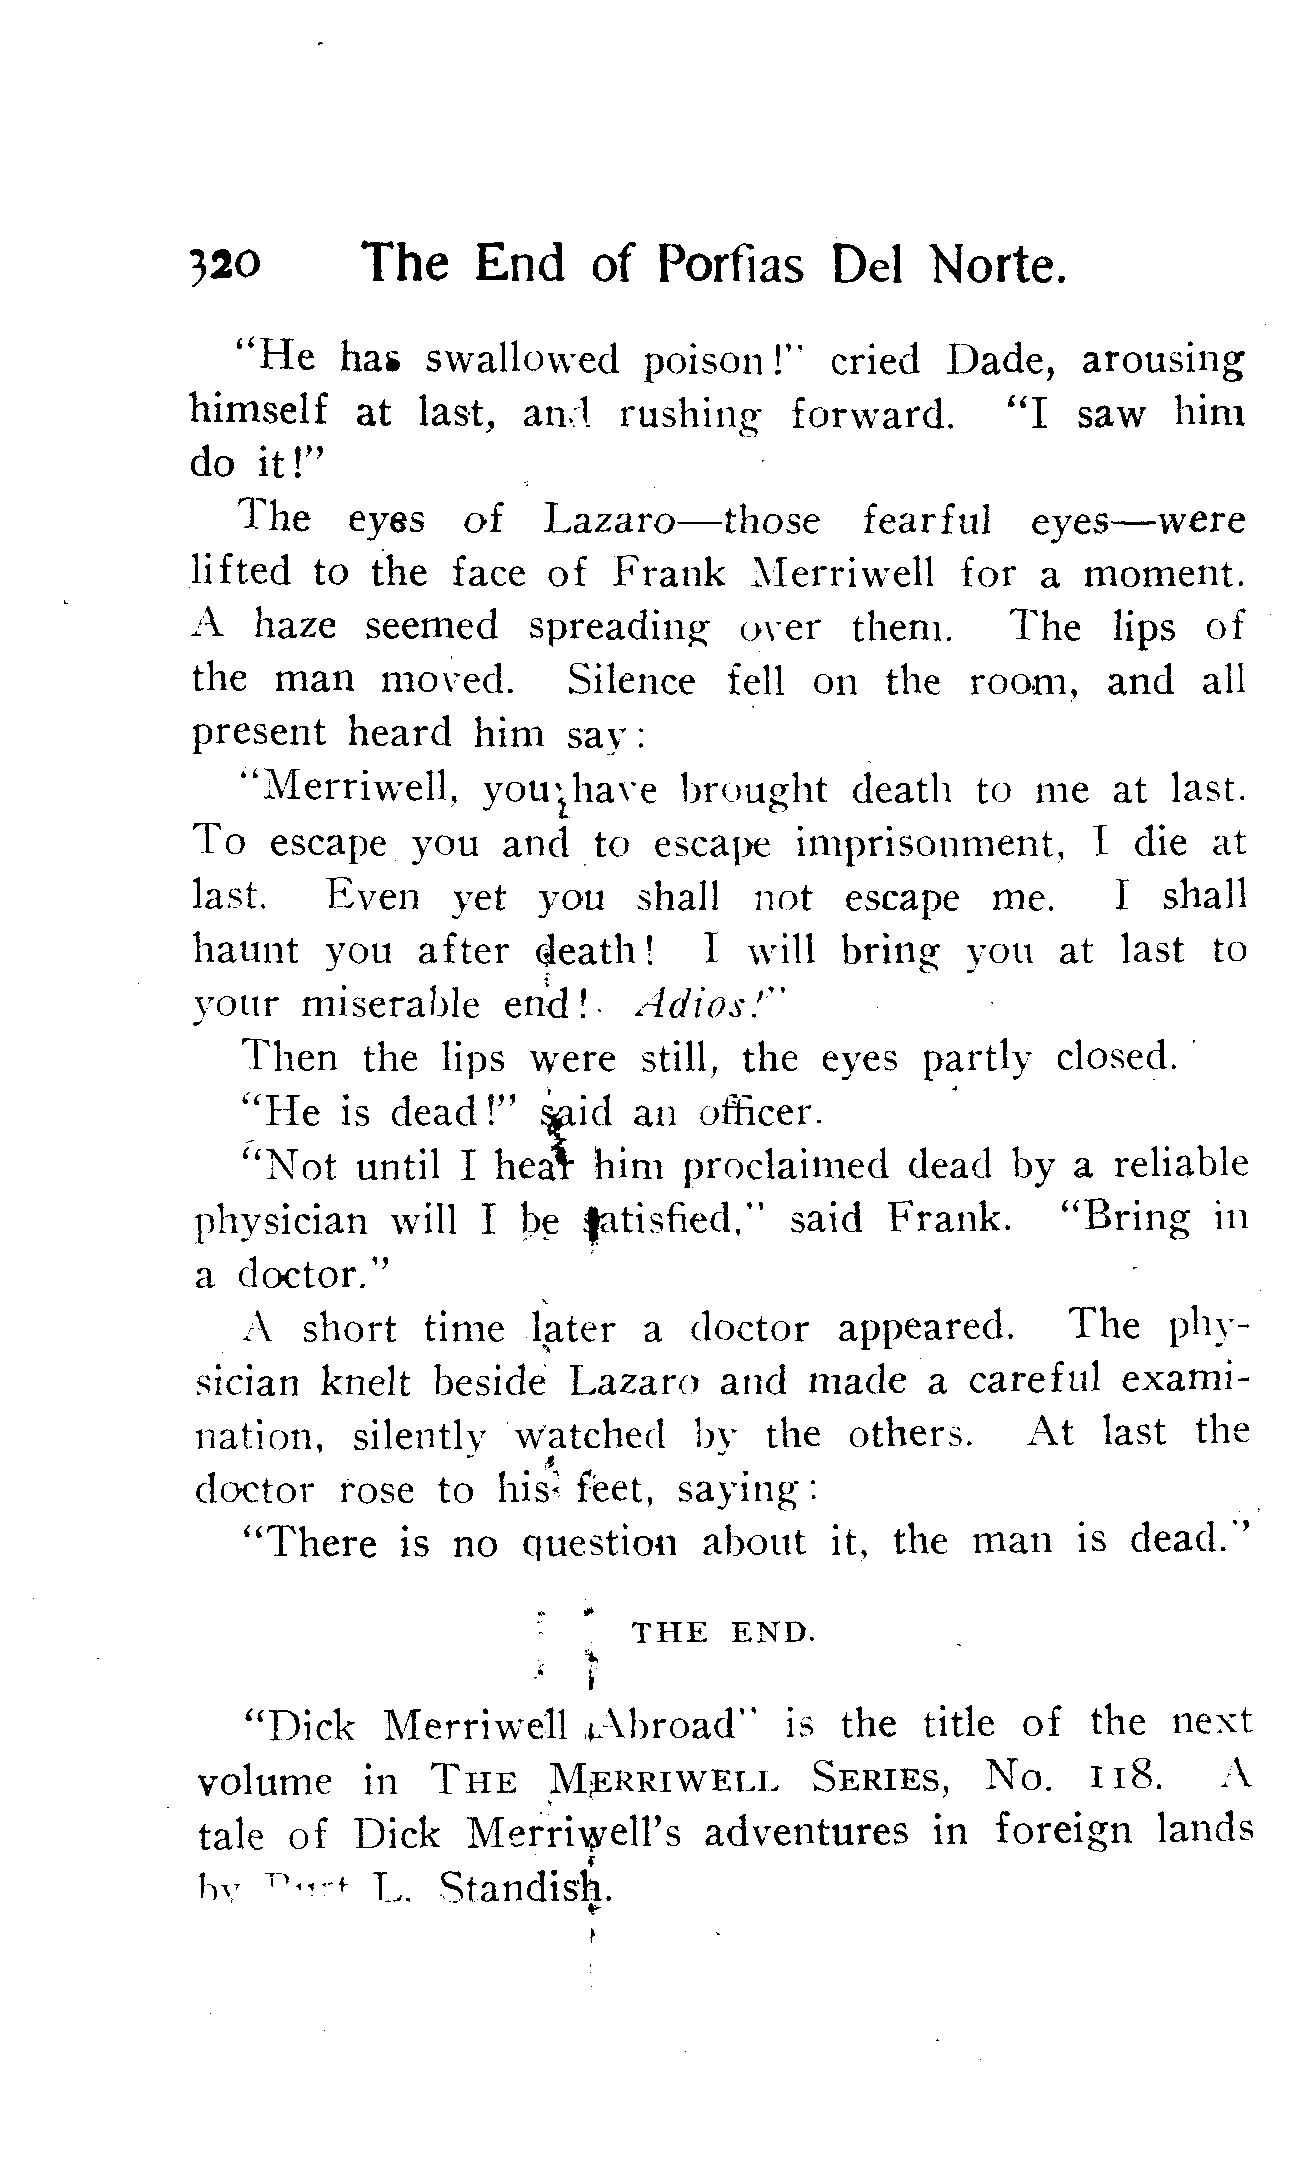 320 The End of Porfias Del Norte.
"He has swallowed poison!" cried Dade, arousing
himself at last, and rushing forward. "I saw him
do it!"
The eyes of Lazaro—those fearful eyes—were
lifted to the face of Frank Merriwell for a moment.
A haze seemed spreading over them. The lips of
the man moved. Silence fell on the room, and all
present heard him say:
"Merriwell, you have brought death to me at last.
To escape you and to escape imprisonment, I die at
last. Even yet you shall not escape me. I shall
haunt you after death! I will bring you at last to
your miserable end! Adios!"
Then the lips were still, the eyes partly closed.
"He is dead!" said an officer.
"Not until I hear him proclaimed dead by a reliable
physician will I be satisfied," said Frank. "Bring in
a doctor."
A short time later a doctor appeared. The phy-
sician knelt beside Lazaro and made a careful exami-
nation, silently watched by the others. At last the
doctor rose to his feet, saying:
"There is no question about it, the man is dead."
THE END.
"Dick Merriwell Abroad" is the title of the next
volume in THE MERRIWELL SERIES, No. 118. A
tale of Dick Merriwell's adventures in foreign lands
by L. Standish.